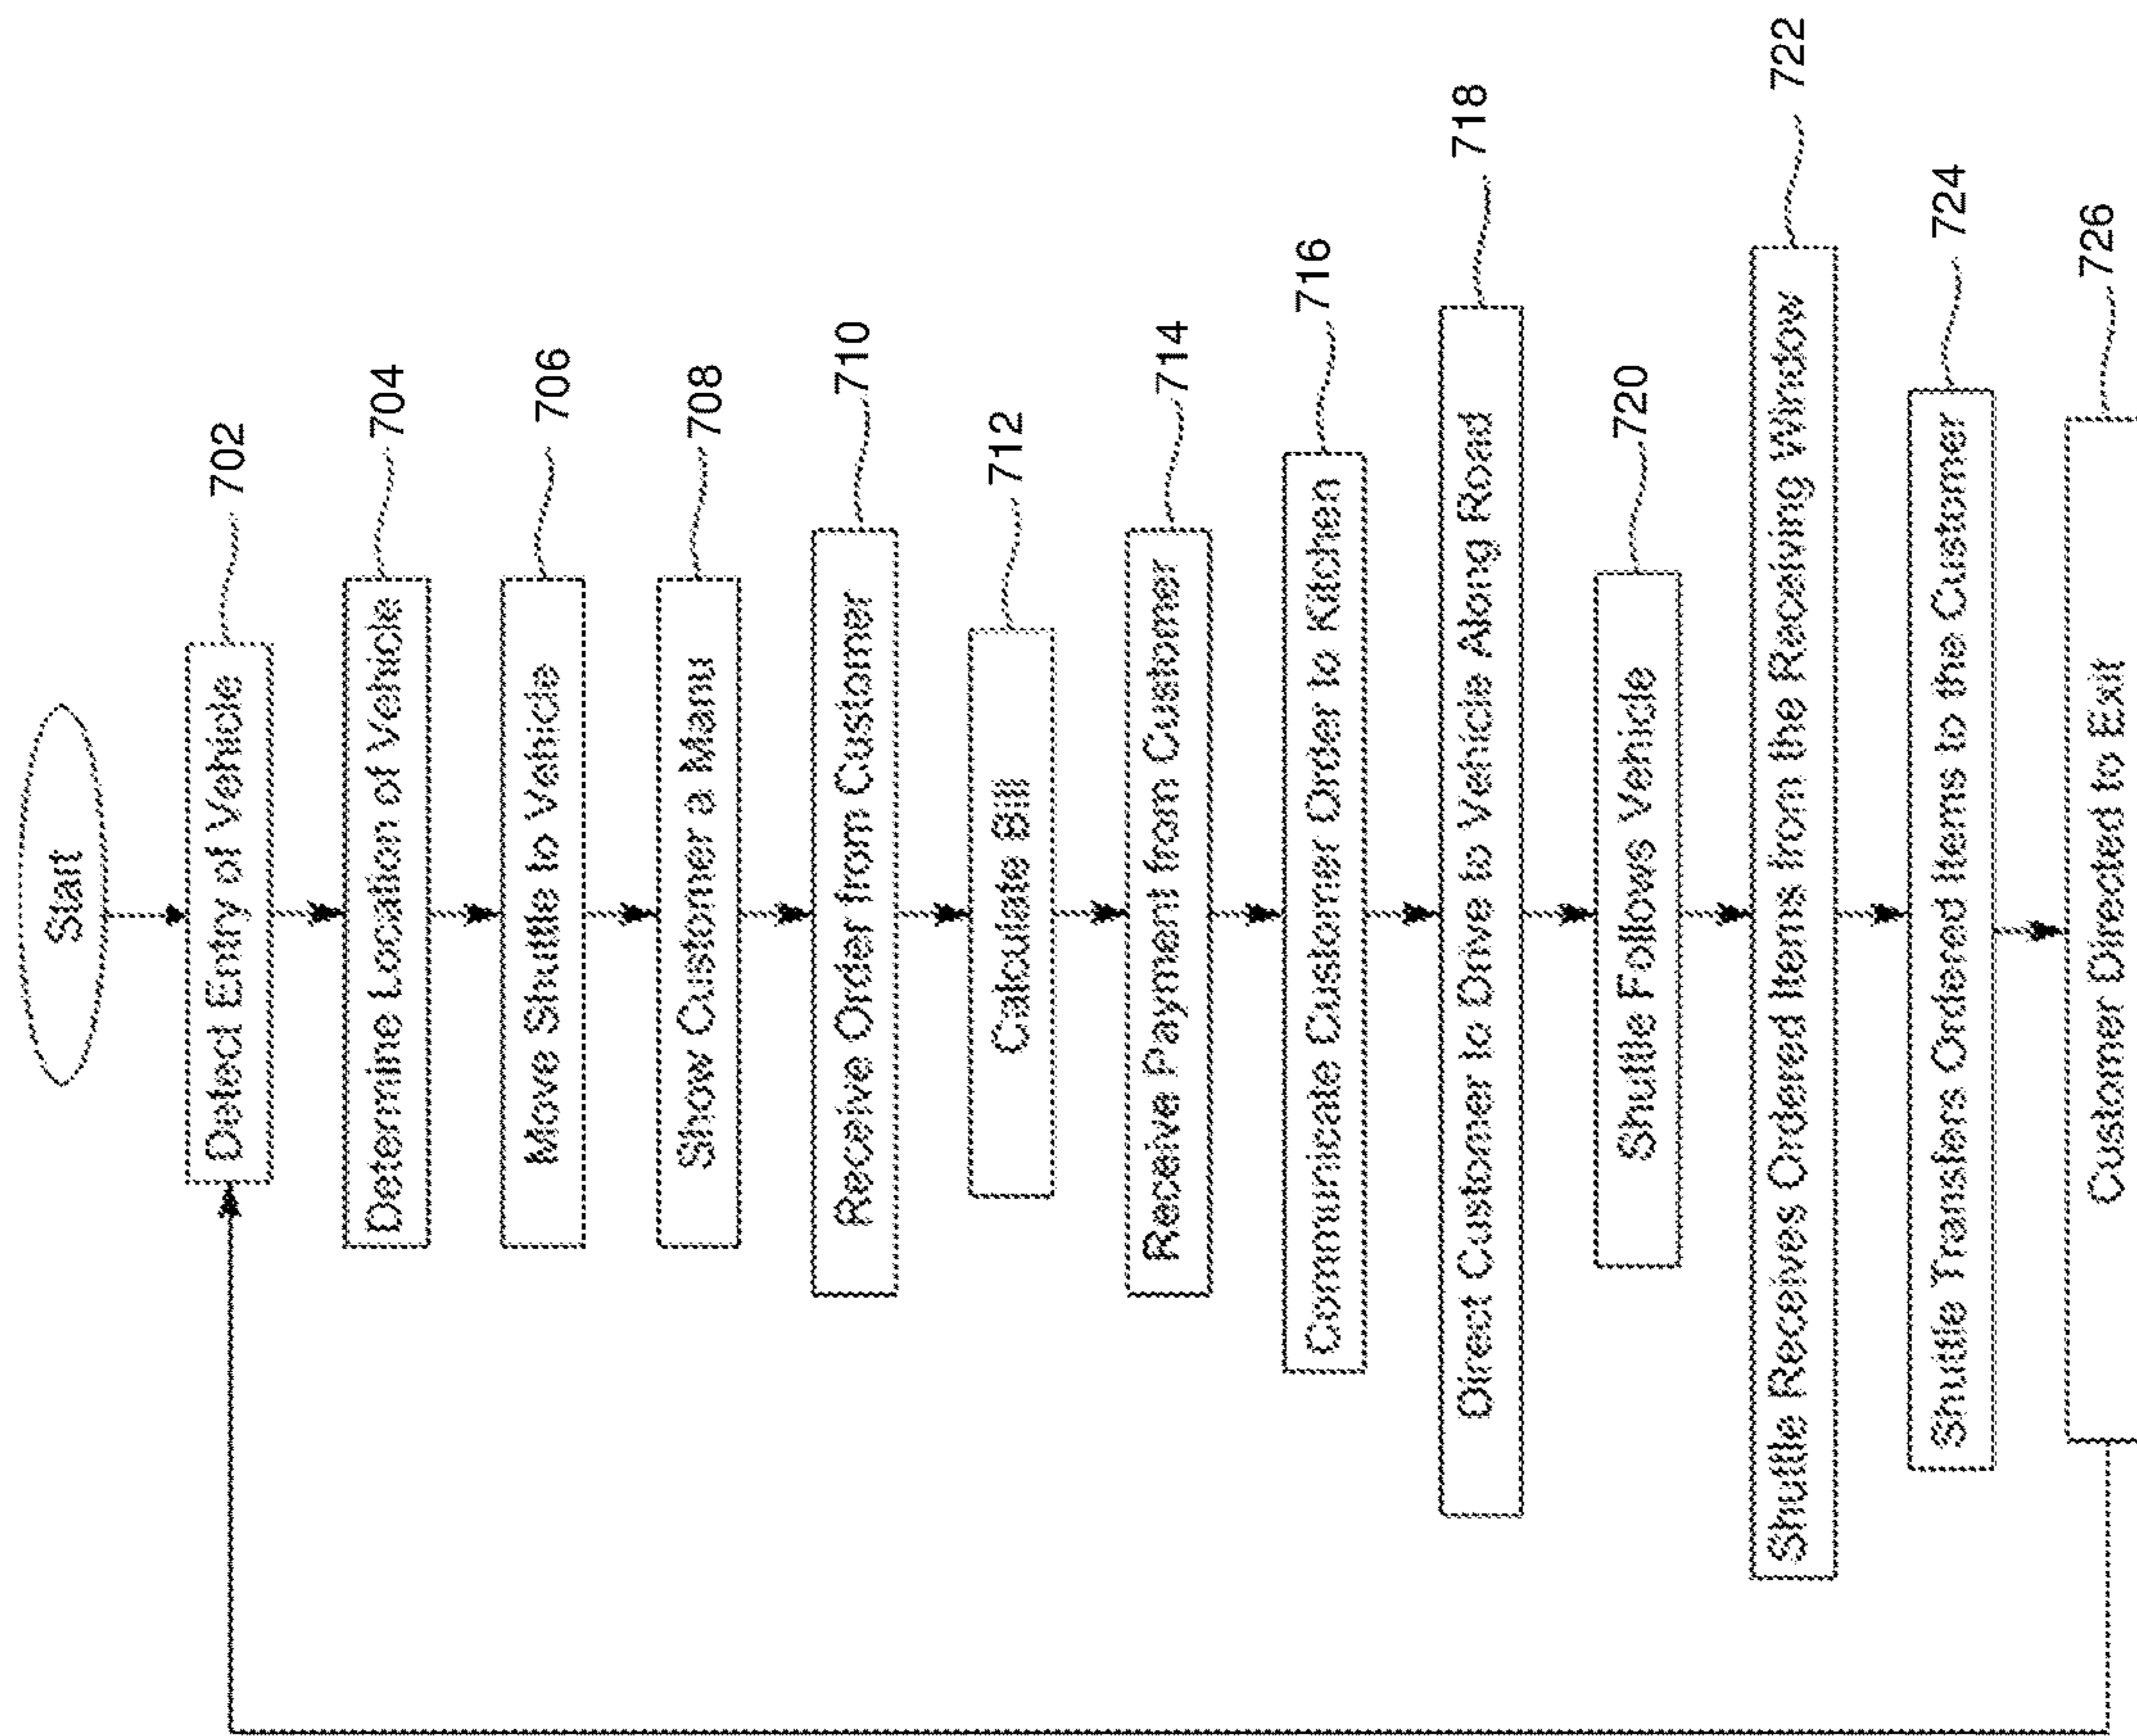 Start
Detect Entry of Vehicle
702
Determine Location of Vehicle
704
Move Shuttle to Vehicle
706
Show Customer a Manu
708
Receive Order from Customer
710
Calculate Bill
712
Receive Payment from Customer
714
Communicate Customer Order to Kitchen
716
Direct Customer to Drive to Vehicle Along Road
718
Shuttle Follows Vehicle
720
Shuttle Receives Ordered Items from the Receiving Window
722
Shuttle Transfers Ordered Items to the Customer
724
Customer Directed to Exit
726